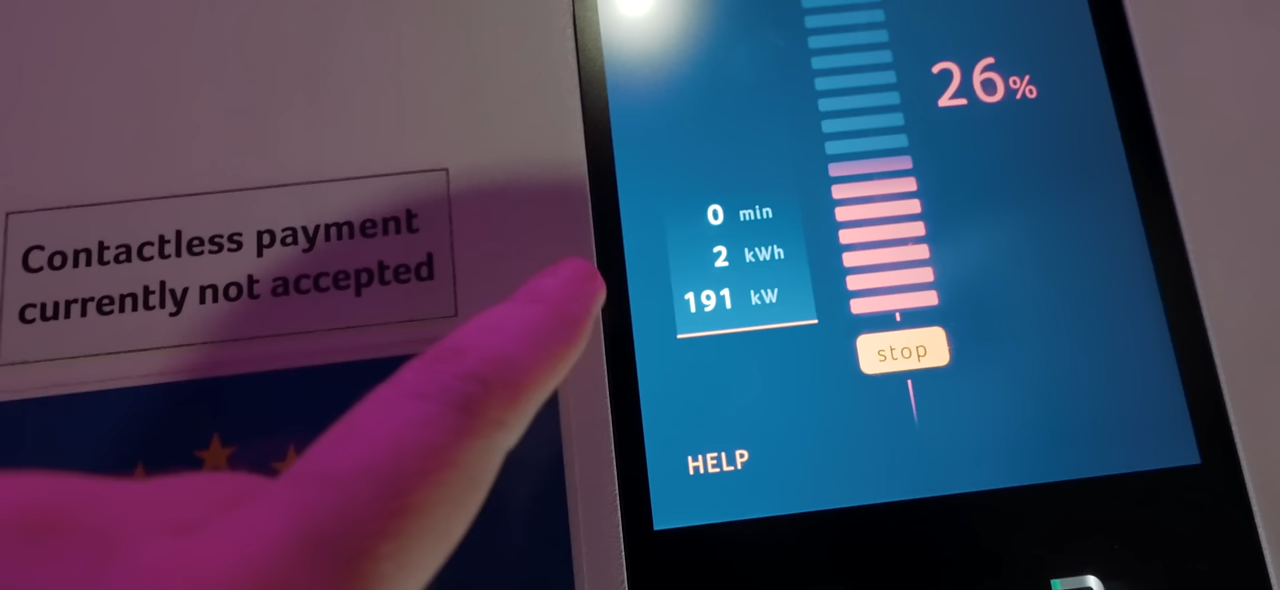 Contactless payment
currently not accepted
26%
0 min
2 kWh
191 kW
stop
HELP